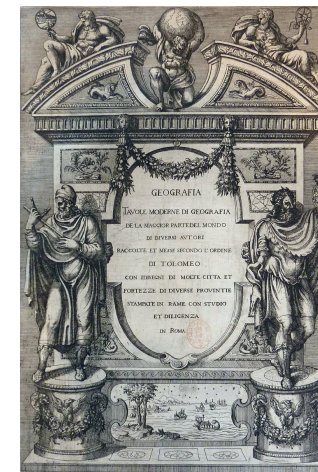 GEOGRAFIA
TAVOLE MODERNE DI GEOGRAFIA
DE LA MAGGIOR PARTE DEL MONDO
DI DIVERSI AVTORI
RACCOLTE ET MESSE SECONDO L'ORDINE
DI TOLOMEO
CON IDISEGNI DI MOLTE CITTA ET
FORTEZZE DI DIVERSE PROVINTIE
STAMPATE IN RAME CON STVDIO
ET DILIGENZA
IN ROMA